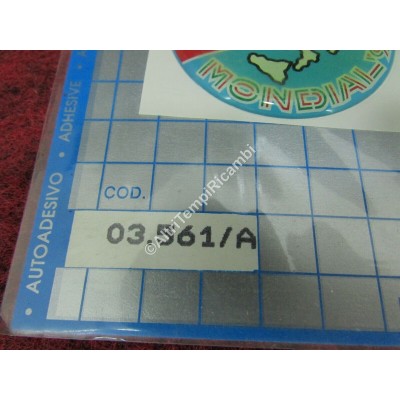 MONDIAL
AUTOADESIVO • ADHESIVE • A
COD.
03.561/A
©AltriTempiRicambi